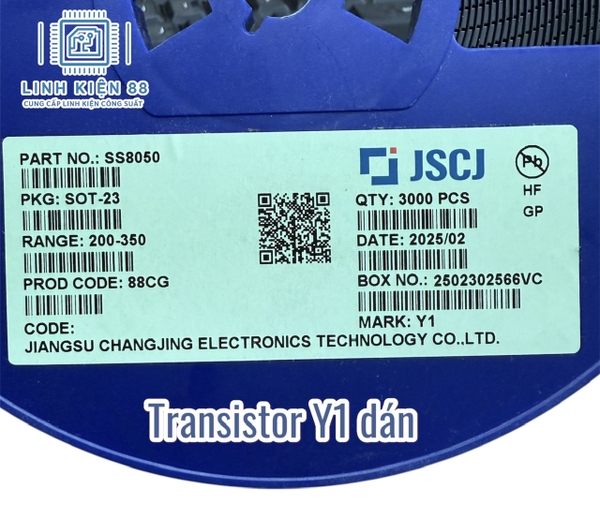 LINH KIỆN 88
CUNG CẤP LINH KIỆN CÔNG SUẤT
PART NO.: SS8050
PKG: SOT-23
RANGE: 200-350
PROD CODE: 88CG
CODE:
JSCJ
Pb
HF
GP
QTY: 3000 PCS
DATE: 2025/02
BOX NO.: 2502302566VC
MARK: Y1
JIANGSU CHANGJING ELECTRONICS TECHNOLOGY CO.,LTD.
Transistor Y1 dán